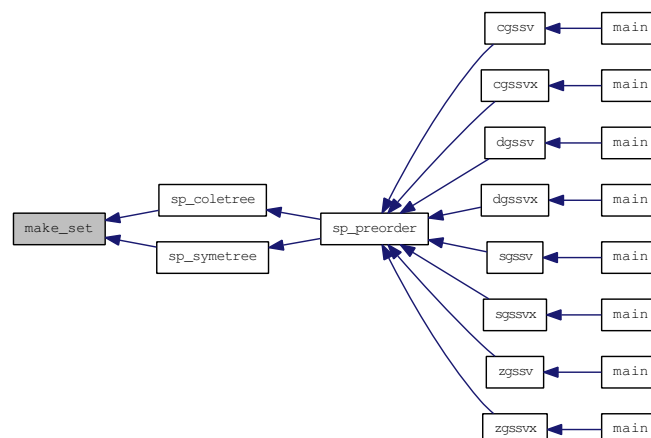 cgssv
main
cgssvx
main
dgssv
main
sp_coletree
dgssvx
main
make_set
sp_preorder
sp_symetree
sgssv
main
sgssvx
main
zgssv
main
zgssvx
main